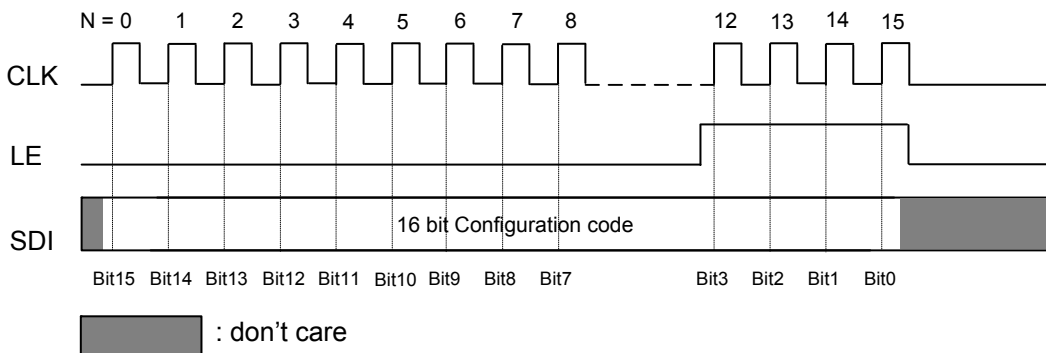 N = 0 1 2 3 4 5 6 7 8 12 13 14 15
CLK
LE
16 bit Configuration code
SDI
Bit15 Bit14 Bit13 Bit12 Bit11 Bit10 Bit9 Bit8 Bit7 Bit3 Bit2 Bit1 Bit0
: don't care